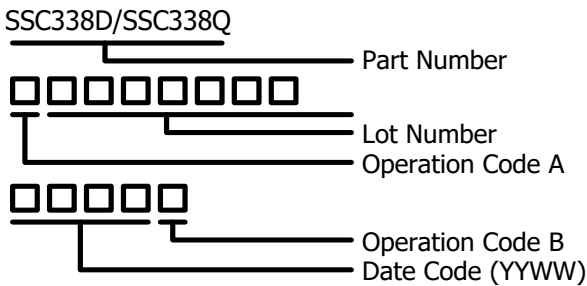 SSC338D/SSC338Q
Part Number
Lot Number
Operation Code A
Operation Code B
Date Code (YYWW)